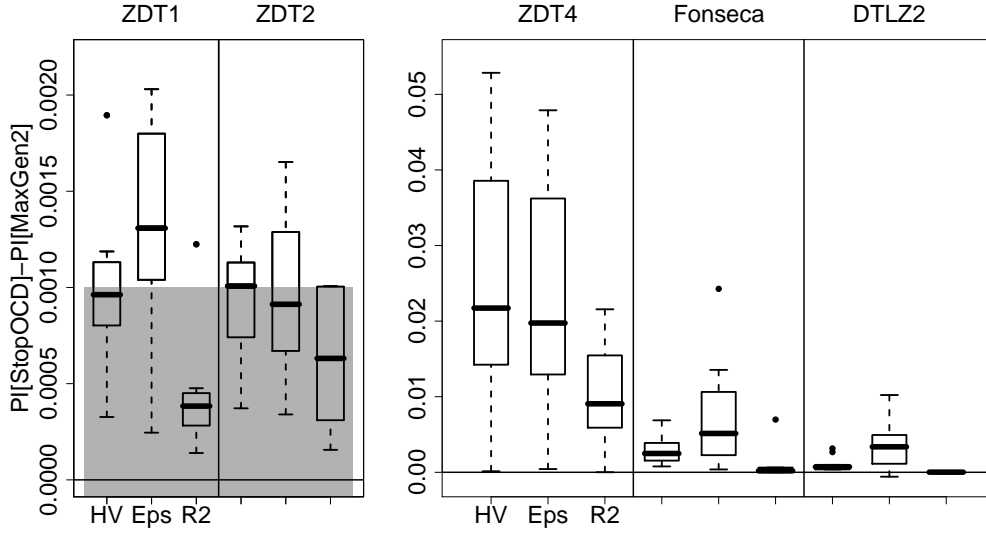 ZDT1 ZDT2 ZDT4 Fonseca DTLZ2
PI[StopOCD]−PI[MaxGen2]
0.0020
0.0015
0.0010
0.0005
0.0000
HV Eps R2
0.05
0.04
0.03
0.02
0.01
0.00
HV Eps R2